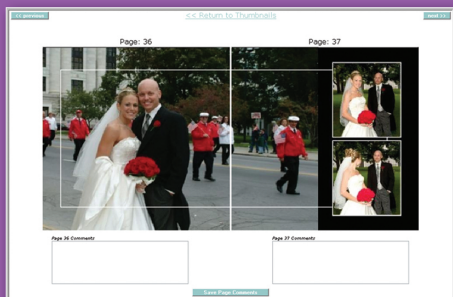 << previous
<< Return to Thumbnails
next >>
Page: 36
Page: 37
Page 36 Comments
Page 37 Comments
Save Page Comments